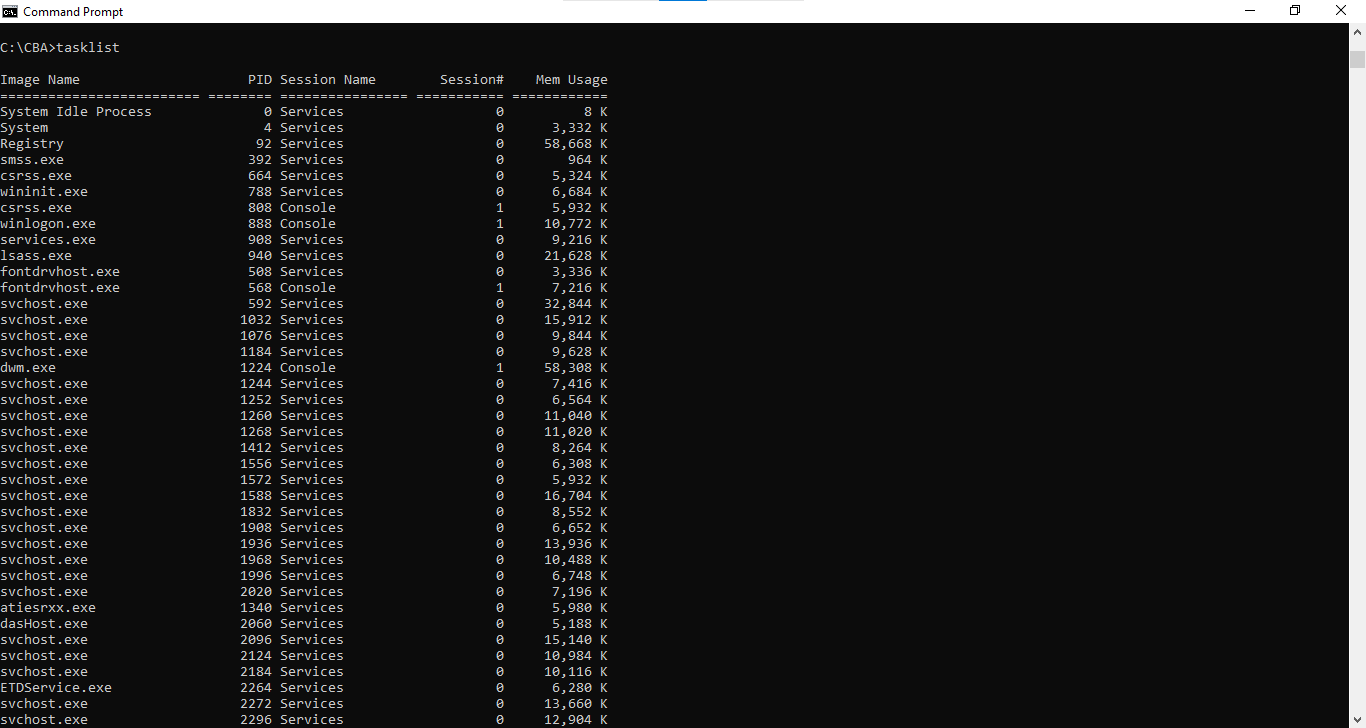 Command Prompt
C:\CBA>tasklist
Image Name                     PID Session Name        Session#    Mem Usage
========================= ======== ================ =========== ============
System Idle Process              0 Services                   0          8 K
System                           4 Services                   0      3,332 K
Registry                        92 Services                   0     58,668 K
smss.exe                       392 Services                   0        964 K
csrss.exe                      664 Services                   0      5,324 K
wininit.exe                    788 Services                   0      6,684 K
csrss.exe                      808 Console                    1      5,932 K
winlogon.exe                   888 Console                    1     10,772 K
services.exe                   908 Services                   0      9,216 K
lsass.exe                      940 Services                   0     21,628 K
fontdrvhost.exe                508 Services                   0      3,336 K
fontdrvhost.exe                568 Console                    1      7,216 K
svchost.exe                    592 Services                   0     32,844 K
svchost.exe                   1032 Services                   0     15,912 K
svchost.exe                   1076 Services                   0      9,844 K
svchost.exe                   1184 Services                   0      9,628 K
dwm.exe                       1224 Console                    1     58,308 K
svchost.exe                   1244 Services                   0      7,416 K
svchost.exe                   1252 Services                   0      6,564 K
svchost.exe                   1260 Services                   0     11,040 K
svchost.exe                   1268 Services                   0     11,020 K
svchost.exe                   1412 Services                   0      8,264 K
svchost.exe                   1556 Services                   0      6,308 K
svchost.exe                   1572 Services                   0      5,932 K
svchost.exe                   1588 Services                   0     16,704 K
svchost.exe                   1832 Services                   0      8,552 K
svchost.exe                   1908 Services                   0      6,652 K
svchost.exe                   1936 Services                   0     13,936 K
svchost.exe                   1968 Services                   0     10,488 K
svchost.exe                   1996 Services                   0      6,748 K
svchost.exe                   2020 Services                   0      7,196 K
atiesrxx.exe                  1340 Services                   0      5,980 K
dasHost.exe                   2060 Services                   0      5,188 K
svchost.exe                   2096 Services                   0     15,140 K
svchost.exe                   2124 Services                   0     10,984 K
svchost.exe                   2184 Services                   0     10,116 K
ETDService.exe                2264 Services                   0      6,280 K
svchost.exe                   2272 Services                   0     13,660 K
svchost.exe                   2296 Services                   0     12,904 K